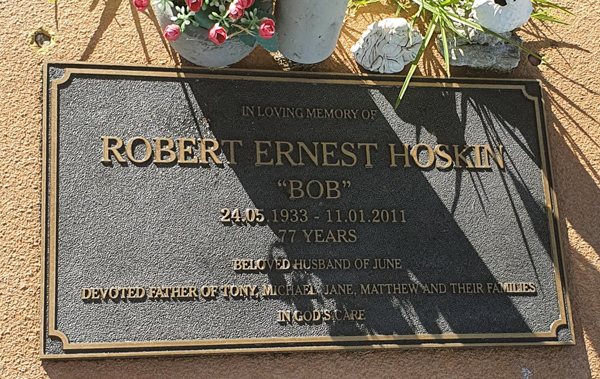 IN LOVING MEMORY OF
ROBERT ERNEST HOSKIN
“BOB”
24.05.1933 - 11.01.2011
77 YEARS
BELOVED HUSBAND OF JUNE
DEVOTED FATHER OF TONY, MICHAEL, JANE, MATTHEW AND THEIR FAMILIES
IN GOD'S CARE